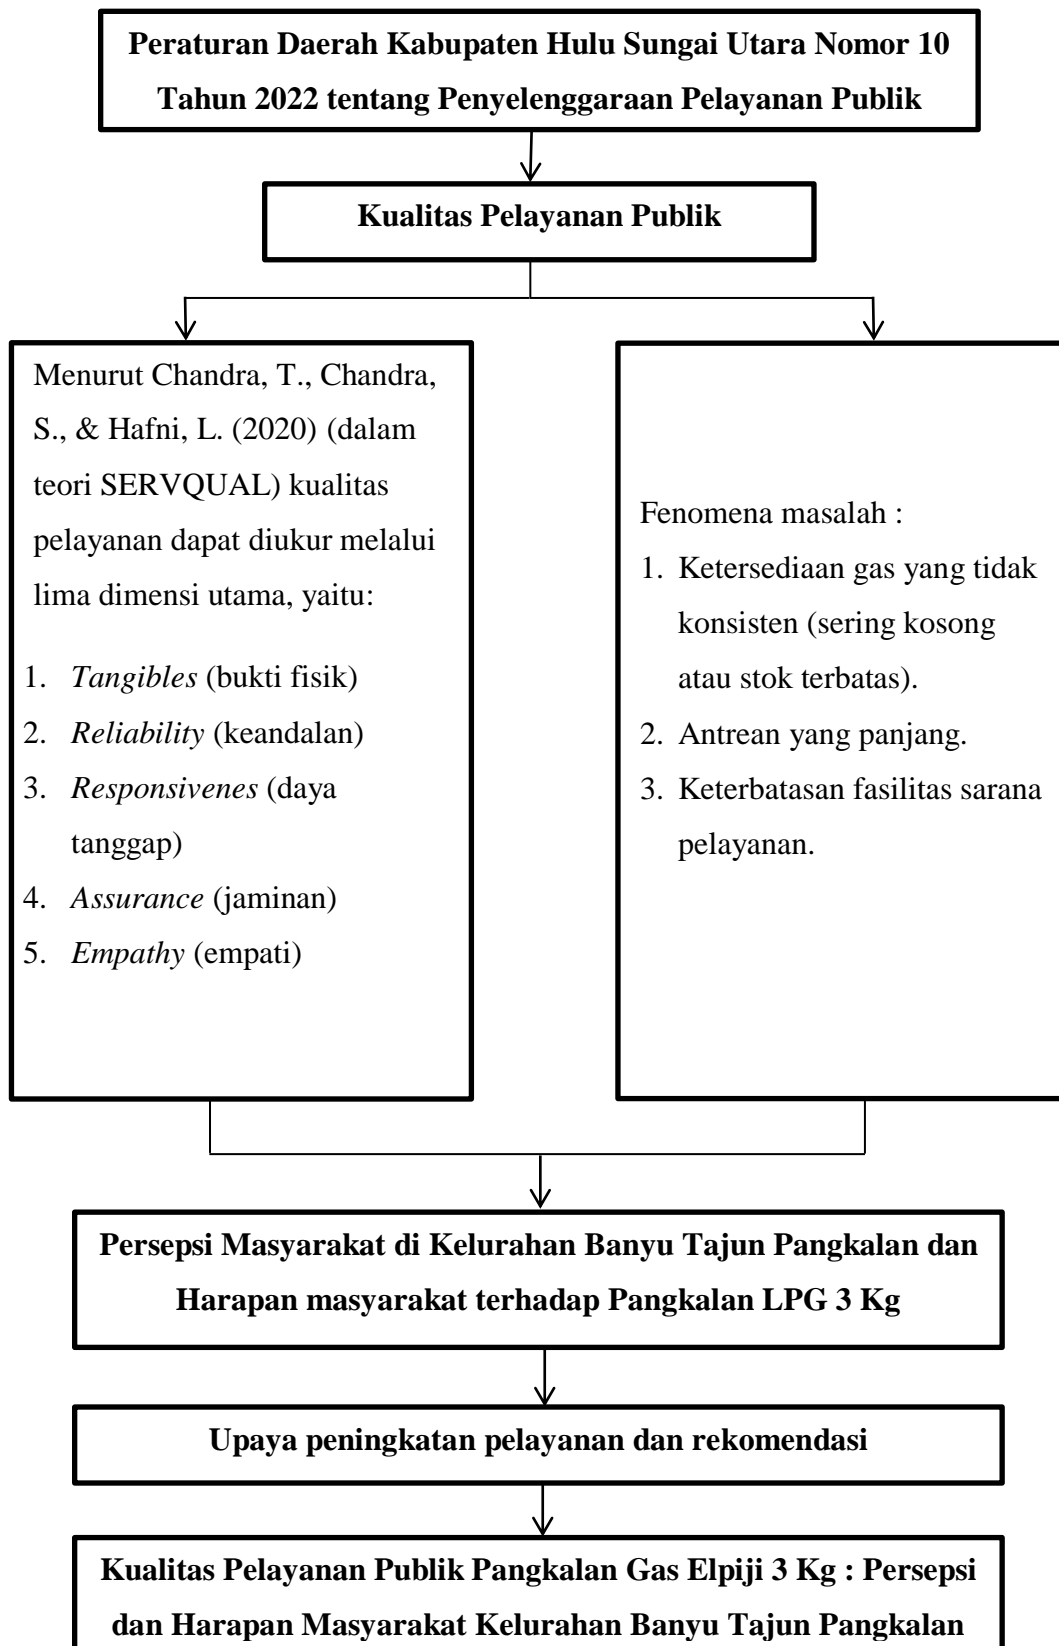 Peraturan Daerah Kabupaten Hulu Sungai Utara Nomor 10
Tahun 2022 tentang Penyelenggaraan Pelayanan Publik
Kualitas Pelayanan Publik
Menurut Chandra, T., Chandra,
S., & Hafni, L. (2020) (dalam
teori SERVQUAL) kualitas
pelayanan dapat diukur melalui
lima dimensi utama, yaitu:
1. Tangibles (bukti fisik)
2. Reliability (keandalan)
3. Responsivenes (daya
tanggap)
4. Assurance (jaminan)
5. Empathy (empati)
Fenomena masalah :
1. Ketersediaan gas yang tidak
konsisten (sering kosong
atau stok terbatas).
2. Antrean yang panjang.
3. Keterbatasan fasilitas sarana
pelayanan.
Persepsi Masyarakat di Kelurahan Banyu Tajun Pangkalan dan
Harapan masyarakat terhadap Pangkalan LPG 3 Kg
Upaya peningkatan pelayanan dan rekomendasi
Kualitas Pelayanan Publik Pangkalan Gas Elpiji 3 Kg : Persepsi
dan Harapan Masyarakat Kelurahan Banyu Tajun Pangkalan